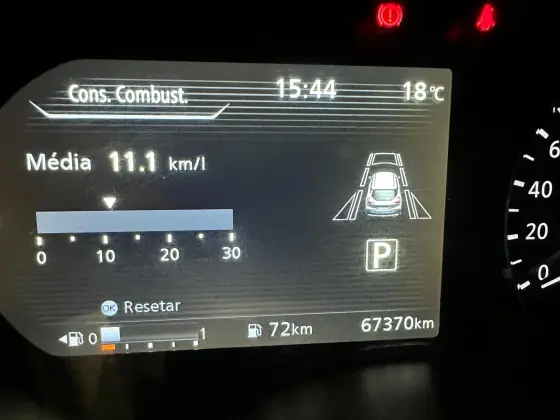 Cons. Combust. 15:44 18°C
Média 11.1 km/l
0 10 20 30
P
OK Resetar
0 1 72km 67370km
40
20
0